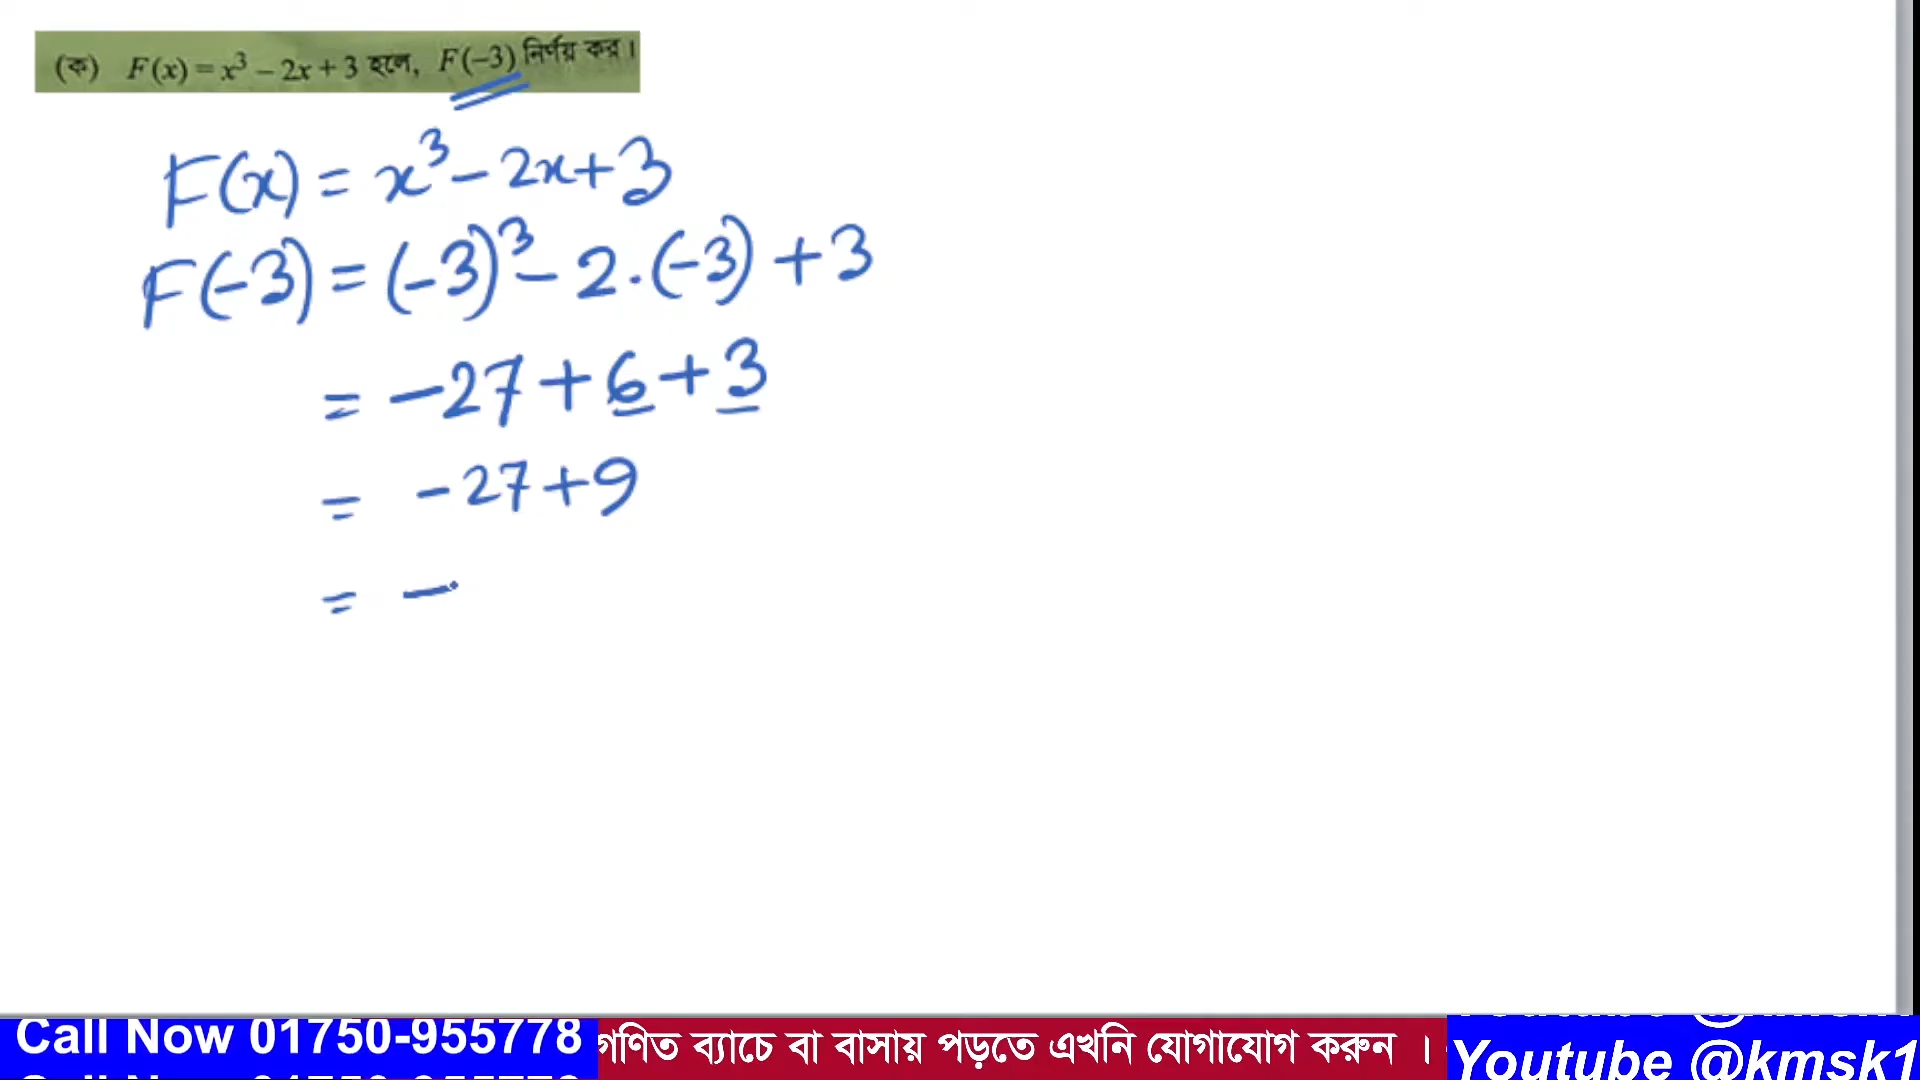 (ক) F(x) = x³ – 2x + 3 হলে, F(–3) নির্ণয় কর।
F(x) = x³ - 2x + 3
F(-3) = (-3)³ - 2·(-3) + 3
= -27 + 6 + 3
= -27 + 9
= -
Call Now 01750-955778 গণিত ব্যাচে বা বাসায় পড়তে এখনি যোগাযোগ করুন । Youtube @kmsk1